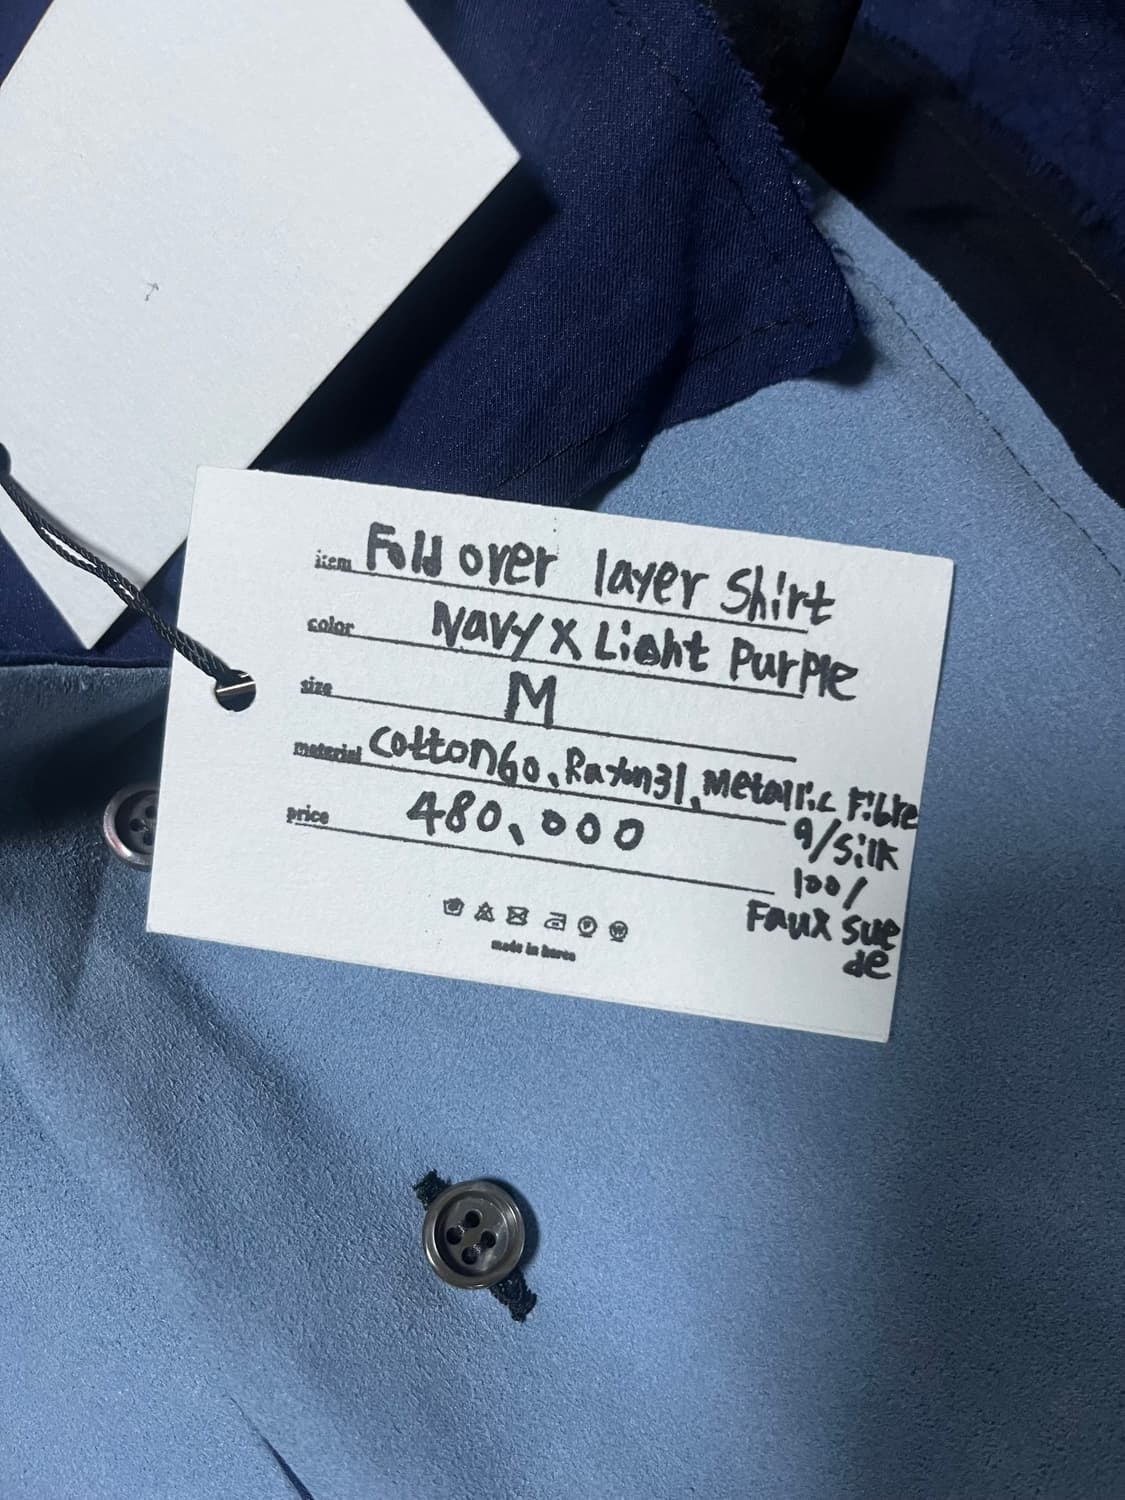 item Fold over layer Shirt
color Navy X Light Purple
size M
material Cotton60, Rayon31, Metallic Fibre
9/Silk
100/
Faux sue
de
price 480,000
made in korea